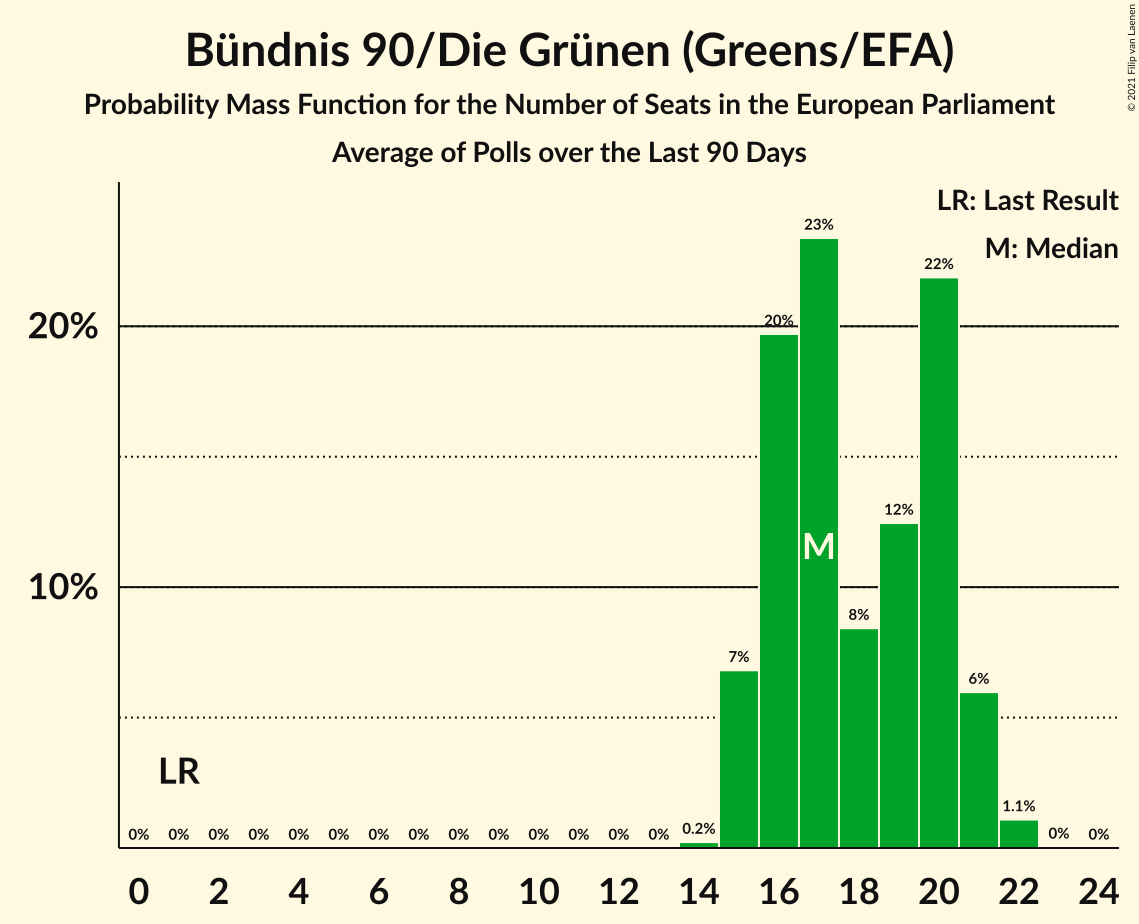 Bündnis 90/Die Grünen (Greens/EFA)
Probability Mass Function for the Number of Seats in the European Parliament
Average of Polls over the Last 90 Days
© 2021 Filip van Laenen
LR: Last Result
M: Median
23%
22%
20%
20%
12%
M
10%
8%
7%
6%
LR
1.1%
0% 0% 0% 0% 0% 0% 0% 0% 0% 0% 0% 0% 0% 0% 0.2% 0% 0%
0 2 4 6 8 10 12 14 16 18 20 22 24